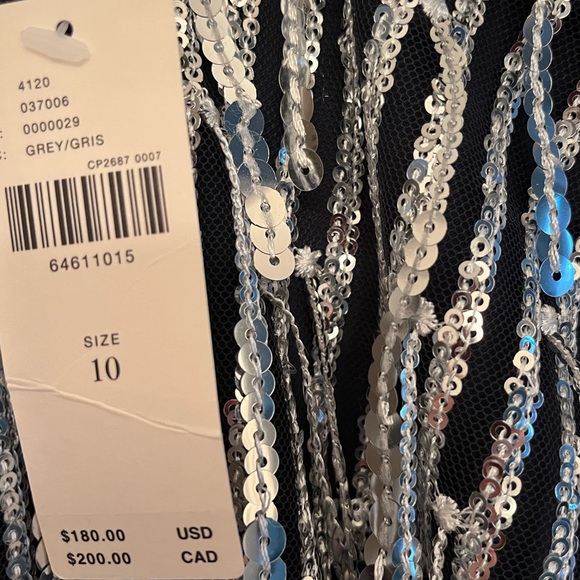 4120
037006
: 0000029
: GREY/GRIS
CP2687 0007
64611015
SIZE
10
$180.00 USD
$200.00 CAD